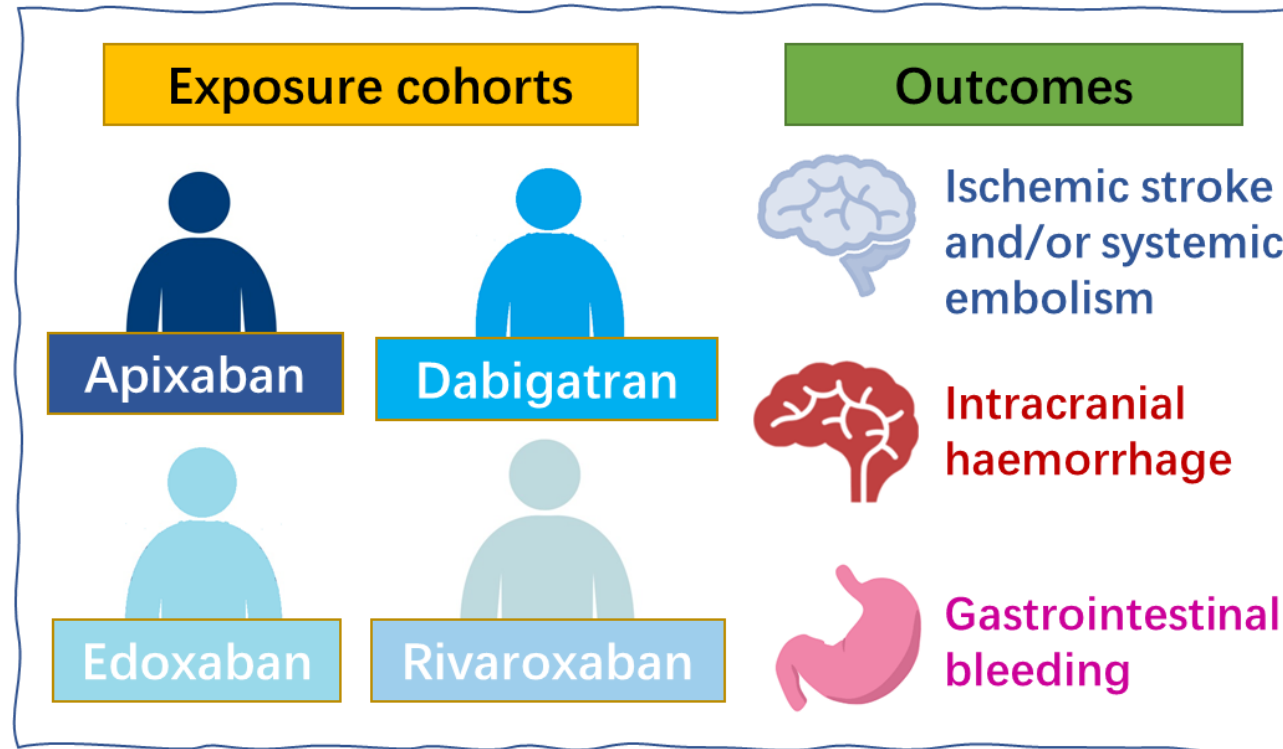 Exposure cohorts
Apixaban
Dabigatran
Edoxaban
Rivaroxaban
Outcomes
Ischemic stroke
and/or systemic
embolism
Intracranial
haemorrhage
Gastrointestinal
bleeding